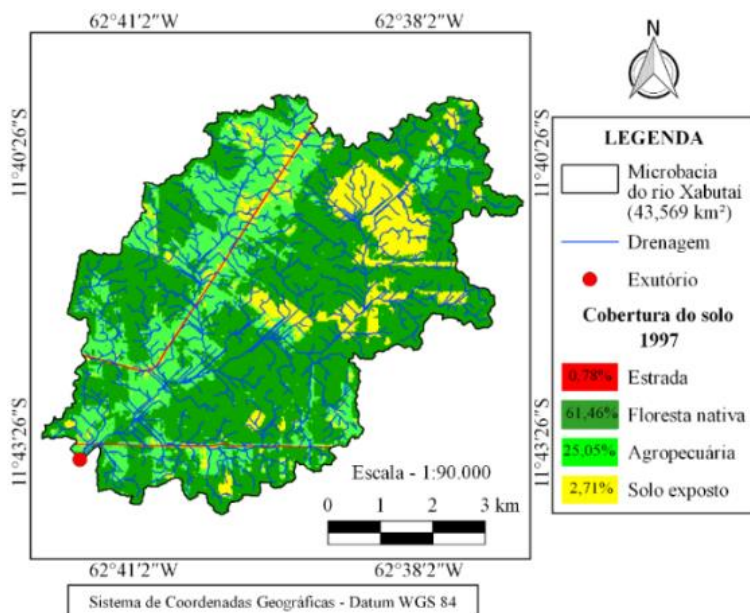 62°41'2"W
62°38'2"W
11°40'26"S
11°40'26"S
11°43'26"S
11°43'26"S
Escala - 1:90.000
0 1 2 3 km
62°41'2"W
62°38'2"W
Sistema de Coordenadas Geográficas - Datum WGS 84
N
LEGENDA
Microbacia
do rio Xabutaí
(43,569 km²)
Drenagem
Exutório
Cobertura do solo
1997
0,78% Estrada
61,46% Floresta nativa
25,05% Agropecuária
2,71% Solo exposto